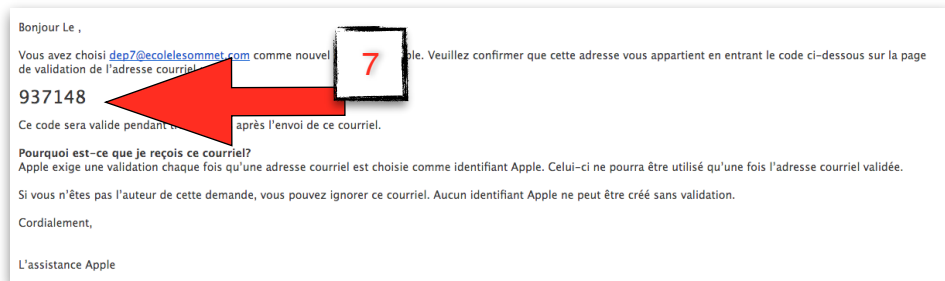 Bonjour Le ,
Vous avez choisi dep7@ecolelesommet.com comme nouvel 7 ple. Veuillez confirmer que cette adresse vous appartient en entrant le code ci-dessous sur la page
de validation de l'adresse courriel
937148
Ce code sera valide pendant après l'envoi de ce courriel.
Pourquoi est-ce que je reçois ce courriel?
Apple exige une validation chaque fois qu'une adresse courriel est choisie comme identifiant Apple. Celui-ci ne pourra être utilisé qu'une fois l'adresse courriel validée.
Si vous n'êtes pas l'auteur de cette demande, vous pouvez ignorer ce courriel. Aucun identifiant Apple ne peut être créé sans validation.
Cordialement,
L'assistance Apple